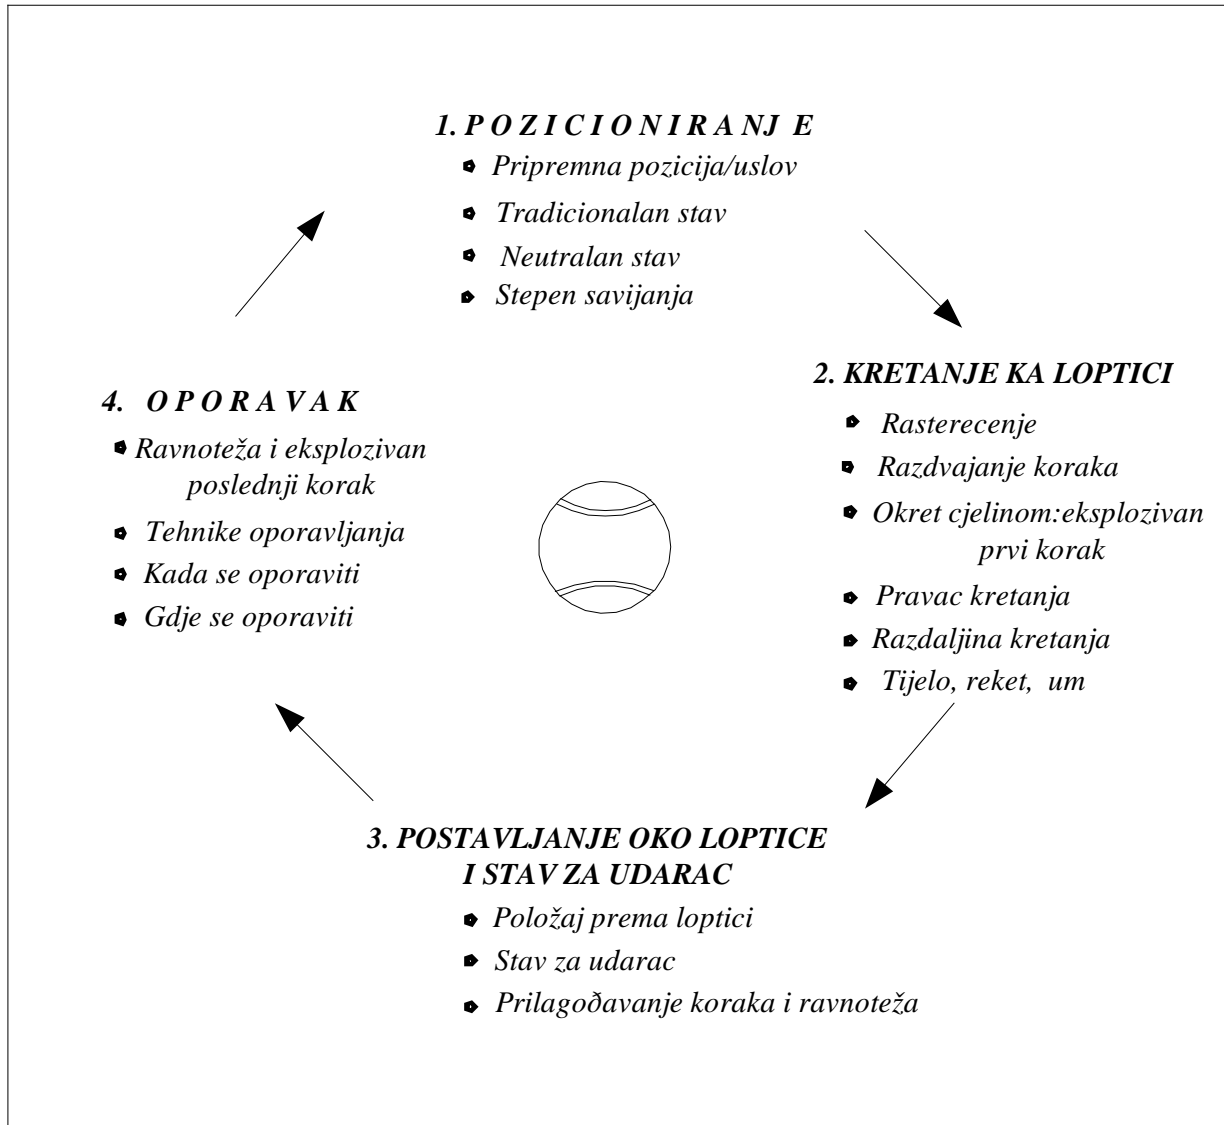 1. P O Z I C I O N I R A NJ E
Pripremna pozicija/uslov
Tradicionalan stav
Neutralan stav
Stepen savijanja
2. KRETANJE KA LOPTICI
Rasterecenje
Razdvajanje koraka
Okret cjelinom:eksplozivan
prvi korak
Pravac kretanja
Razdaljina kretanja
Tijelo, reket, um
3. POSTAVLJANJE OKO LOPTICE
I STAV ZA UDARAC
Položaj prema loptici
Stav za udarac
Prilagoðavanje koraka i ravnoteža
4. O P O R A V A K
Ravnoteža i eksplozivan
poslednji korak
Tehnike oporavljanja
Kada se oporaviti
Gdje se oporaviti